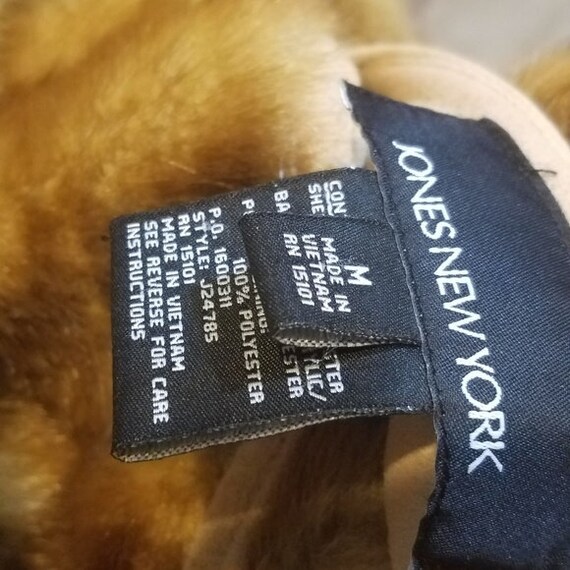 JONES NEW YORK
M
MADE IN
VIETNAM
RN 15101
100% POLYESTER
P.O. 1600311
STYLE: J24785
RN 15101
MADE IN VIETNAM
SEE REVERSE FOR CARE
INSTRUCTIONS